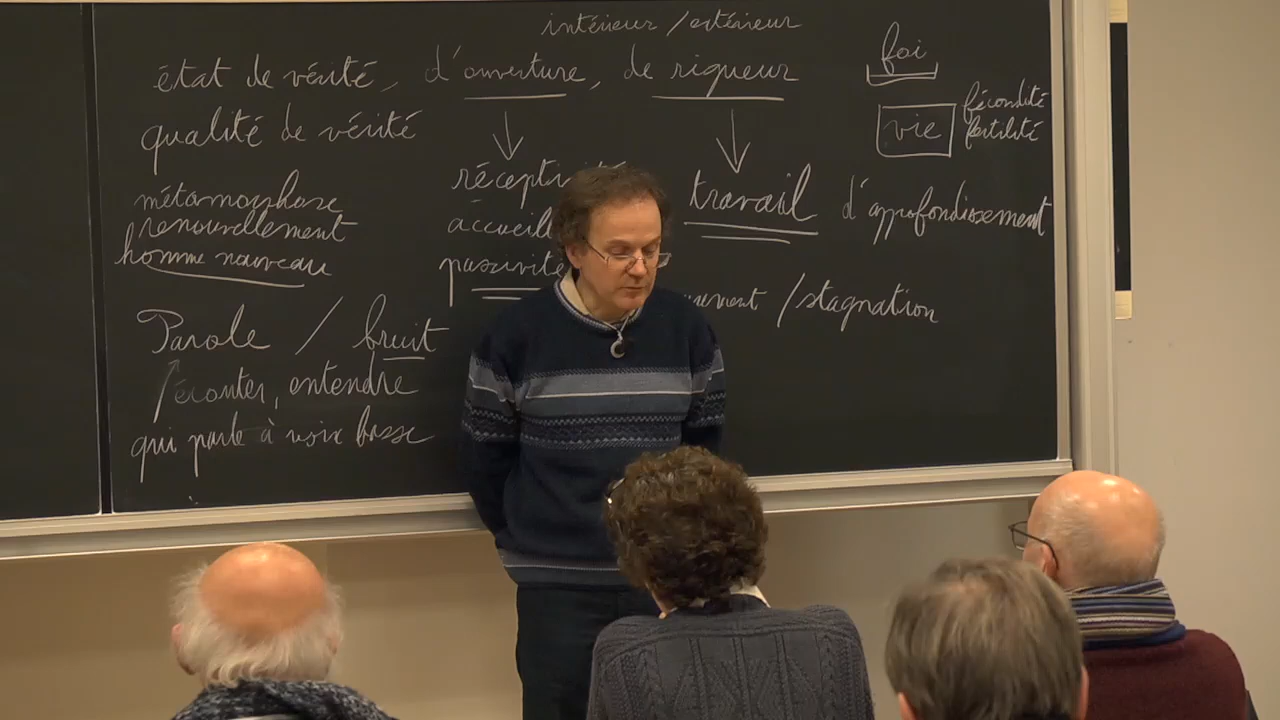 intérieur / extérieur
état de vérité, d'ouverture, de rigueur
foi
qualité de vérité
vie
fécondité
fertilité
métamorphose
renouvellement
homme nouveau
accueil
passivité
travail d'approfondissement
/ stagnation
Parole / bruit
écouter, entendre
qui parle à voix basse